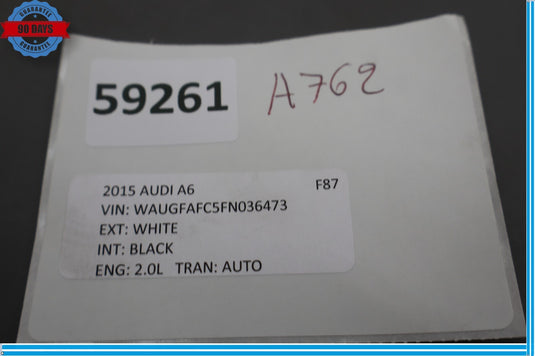 GUARANTEE
90 DAYS
GUARANTEE
59261
A762
2015 AUDI A6 F87
VIN: WAUGFAFC5FN036473
EXT: WHITE
INT: BLACK
ENG: 2.0L TRAN: AUTO